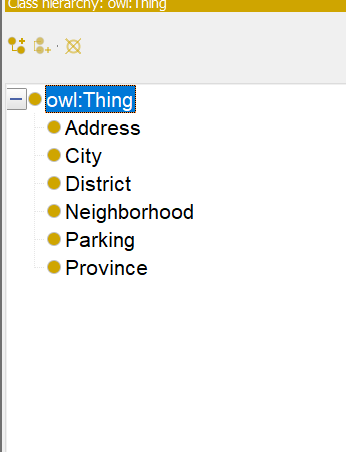 Class hierarchy: owl:Thing
owl:Thing
Address
City
District
Neighborhood
Parking
Province